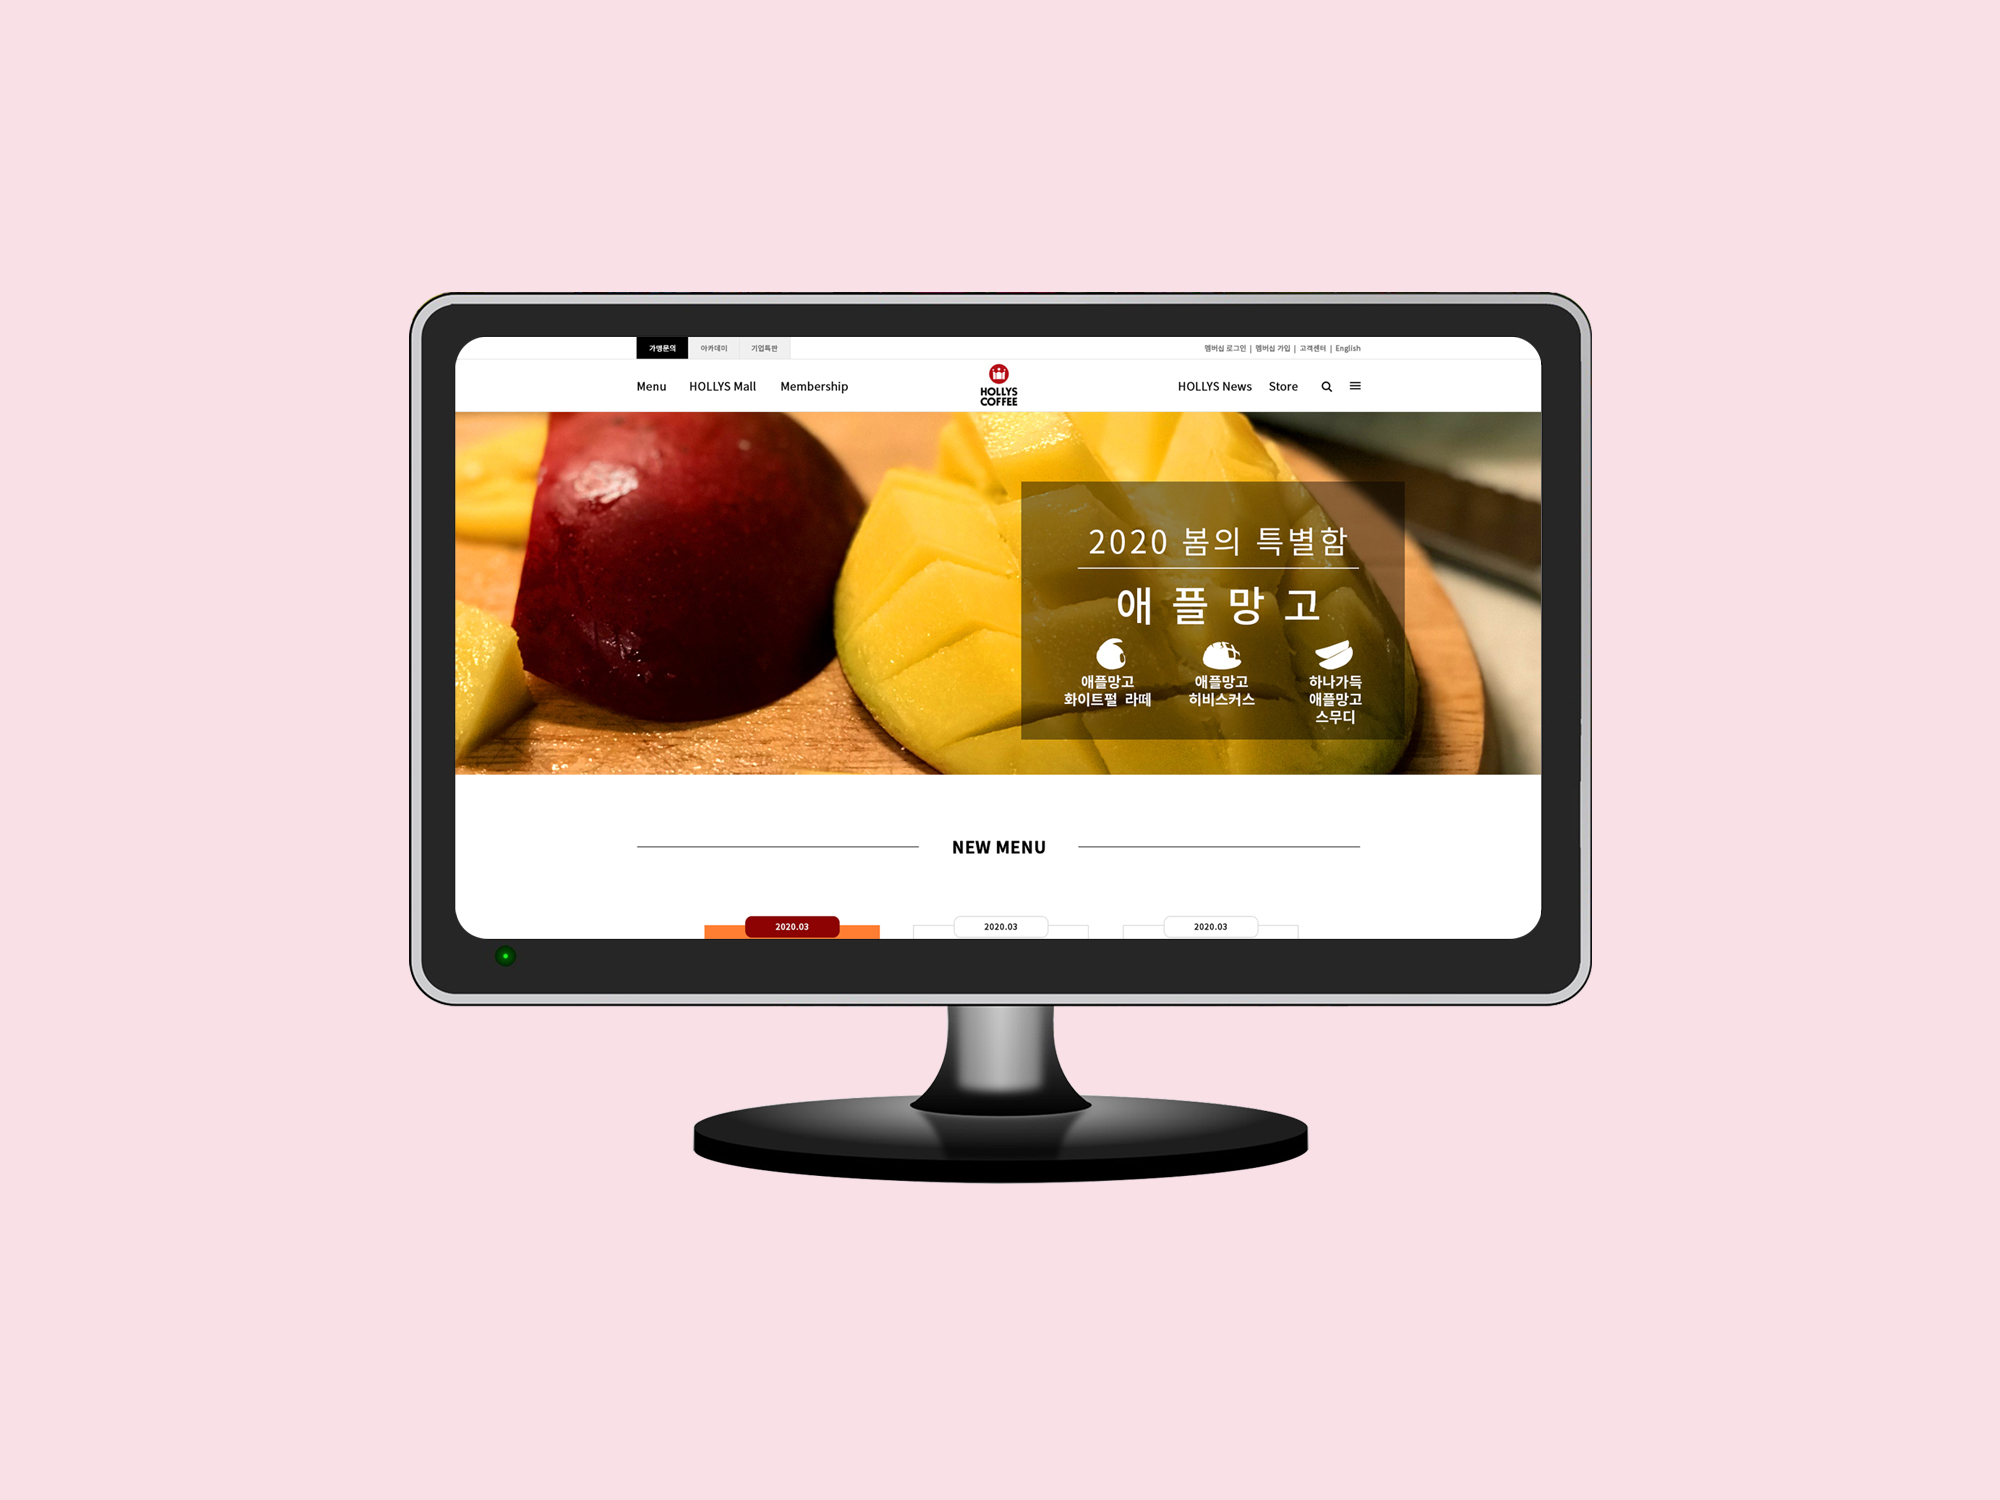 가맹문의 아카데미 기업특판
멤버십 로그인 | 멤버십 가입 | 고객센터 | English
Menu HOLLYS Mall Membership
HOLLYS
COFFEE
HOLLYS News Store
2020 봄의 특별함
애플망고
애플망고
화이트펄 라떼
애플망고
히비스커스
하나가득
애플망고
스무디
NEW MENU
2020.03
2020.03
2020.03